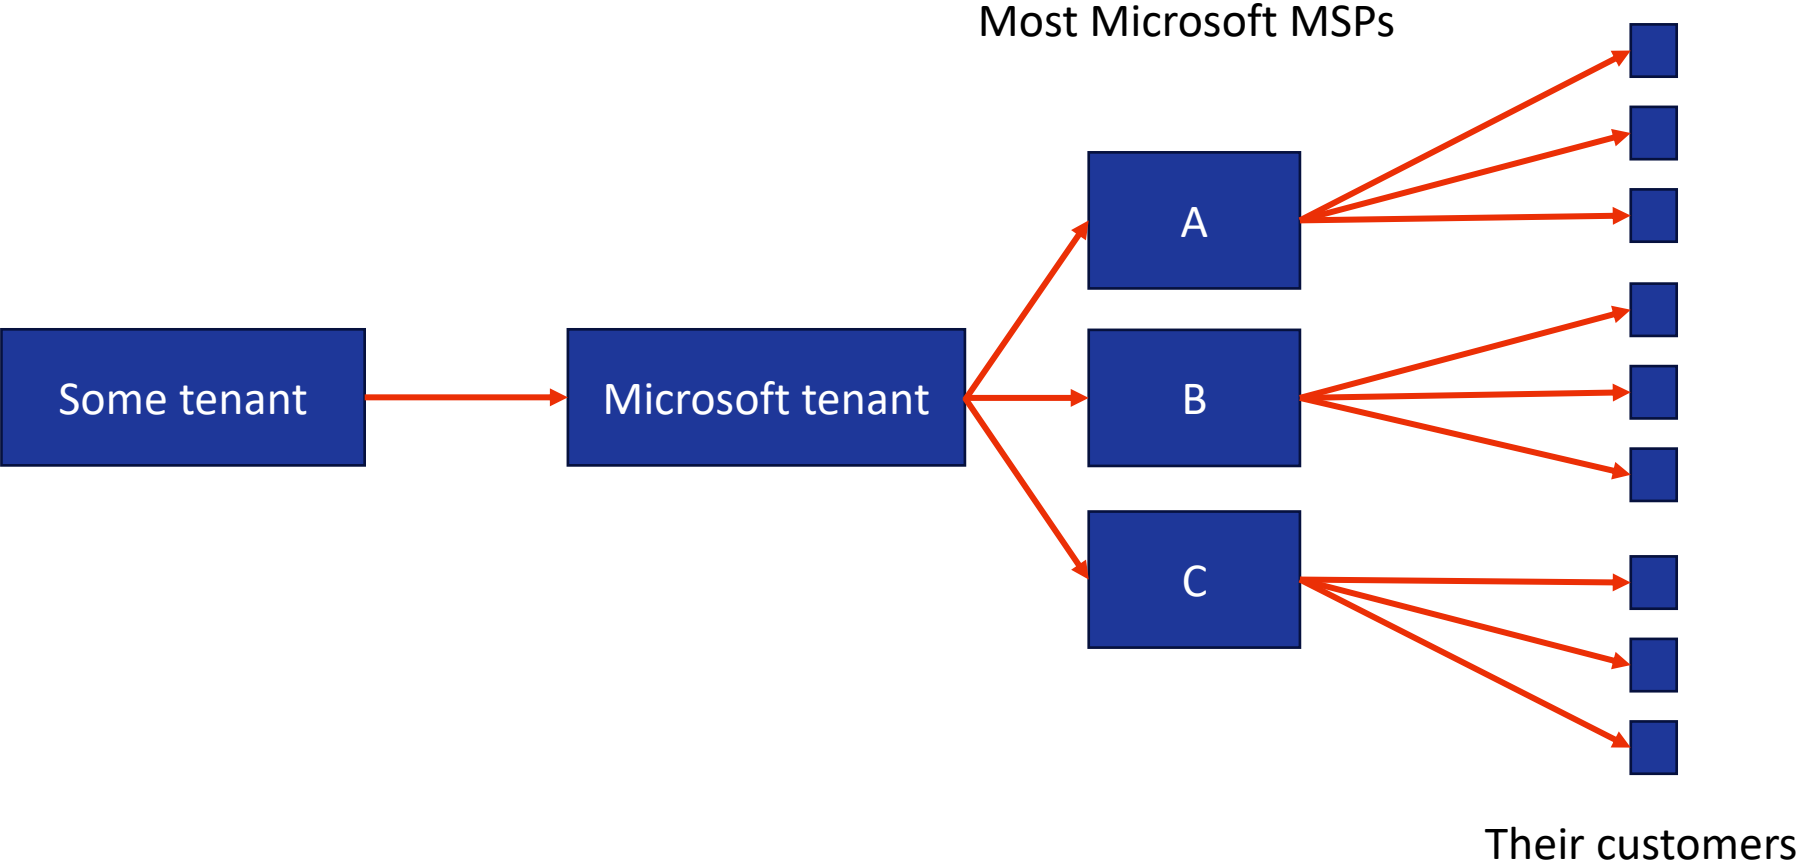 Most Microsoft MSPs
A
Some tenant
Microsoft tenant
B
C
Their customers